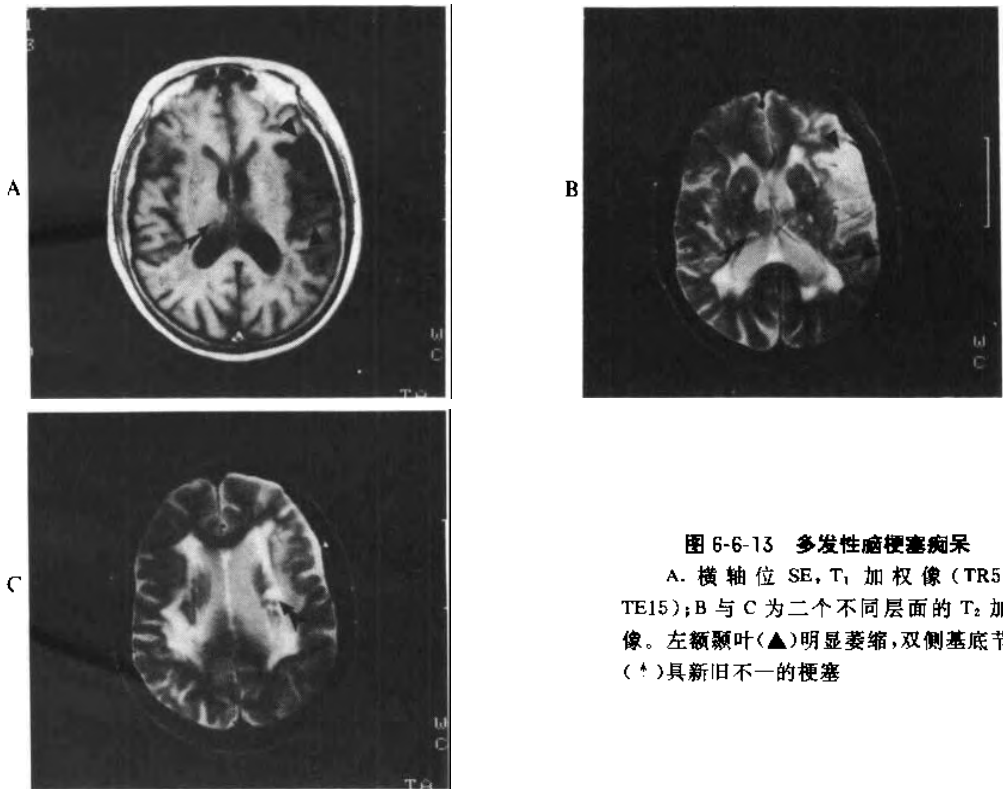 A
B
C
W
C
T A
W
C
W
C
T A
图 6-6-13 多发性脑梗塞痴呆
A. 横轴位 SE, T₁ 加权像 (TR5
TE15); B 与 C 为二个不同层面的 T₂ 加
像。左额颞叶(▲)明显萎缩,双侧基底节
(↑)具新旧不一的梗塞